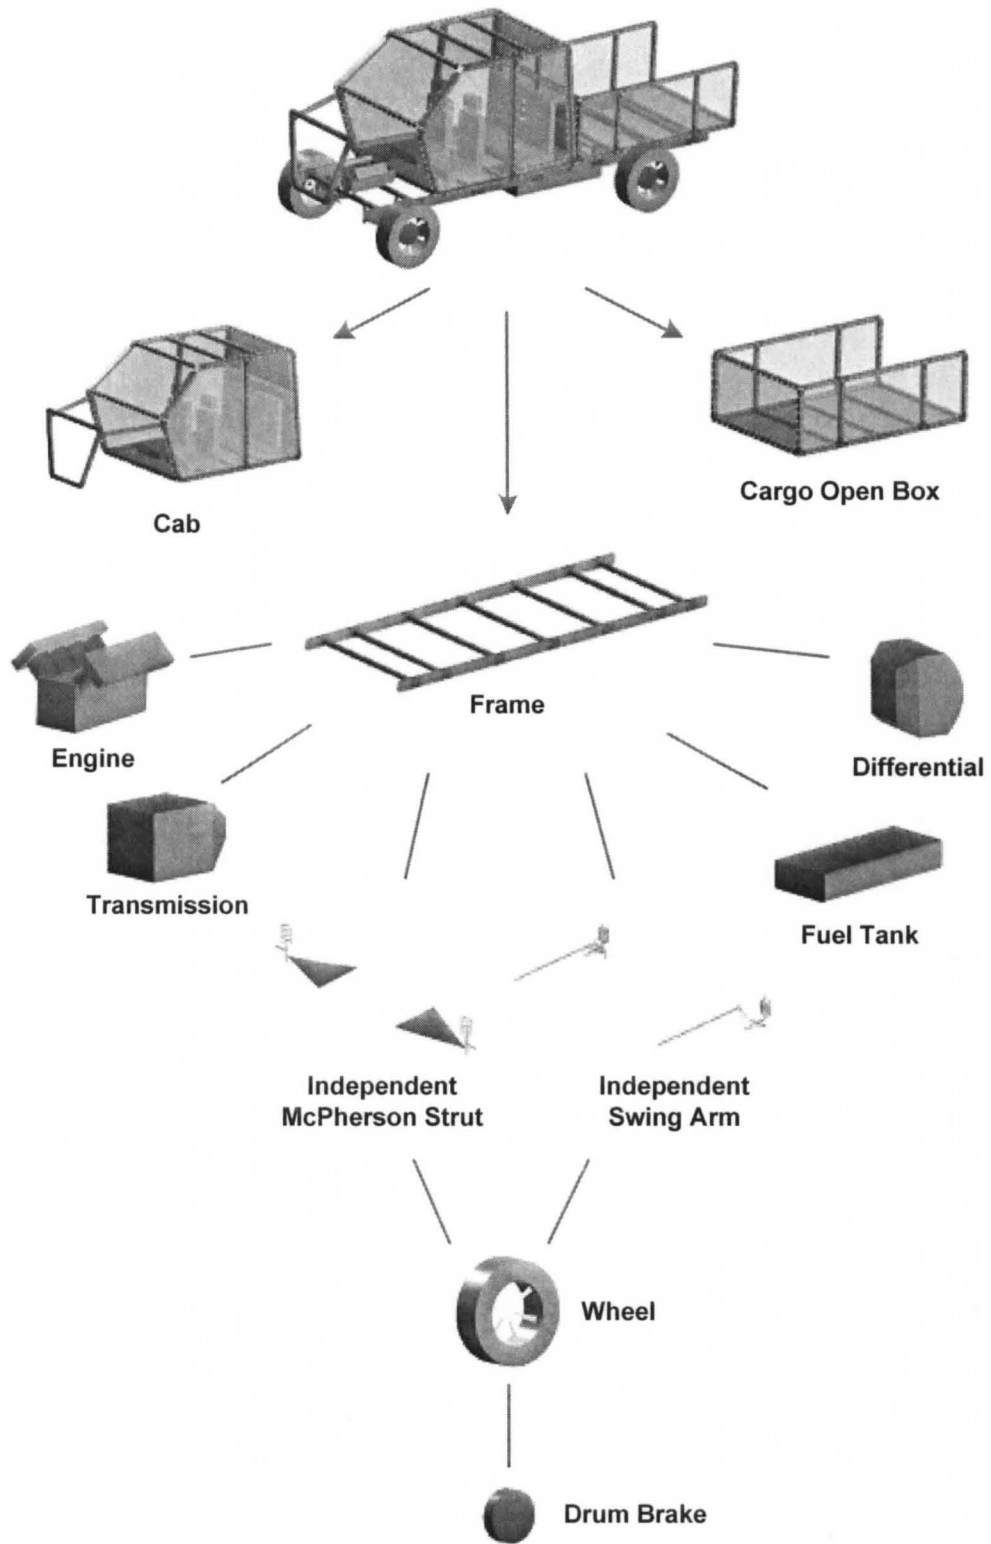 Cab
Cargo Open Box
Frame
Engine
Differential
Transmission
Fuel Tank
Independent
McPherson Strut
Independent
Swing Arm
Wheel
Drum Brake